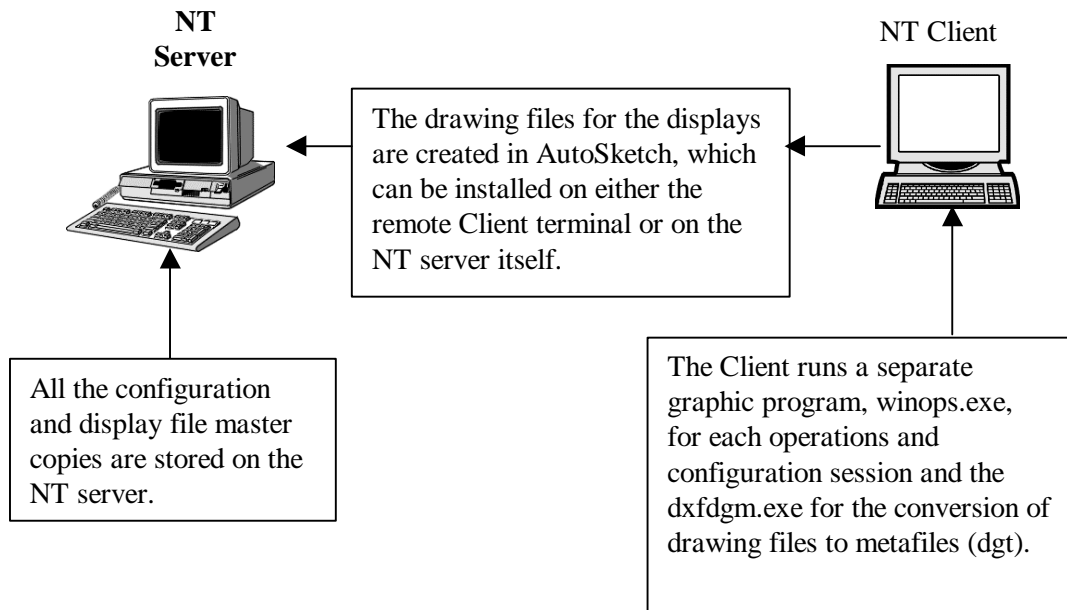 NT
Server
NT Client
The drawing files for the displays
are created in AutoSketch, which
can be installed on either the
remote Client terminal or on the
NT server itself.
All the configuration
and display file master
copies are stored on the
NT server.
The Client runs a separate
graphic program, winops.exe,
for each operations and
configuration session and the
dxfdgm.exe for the conversion of
drawing files to metafiles (dgt).